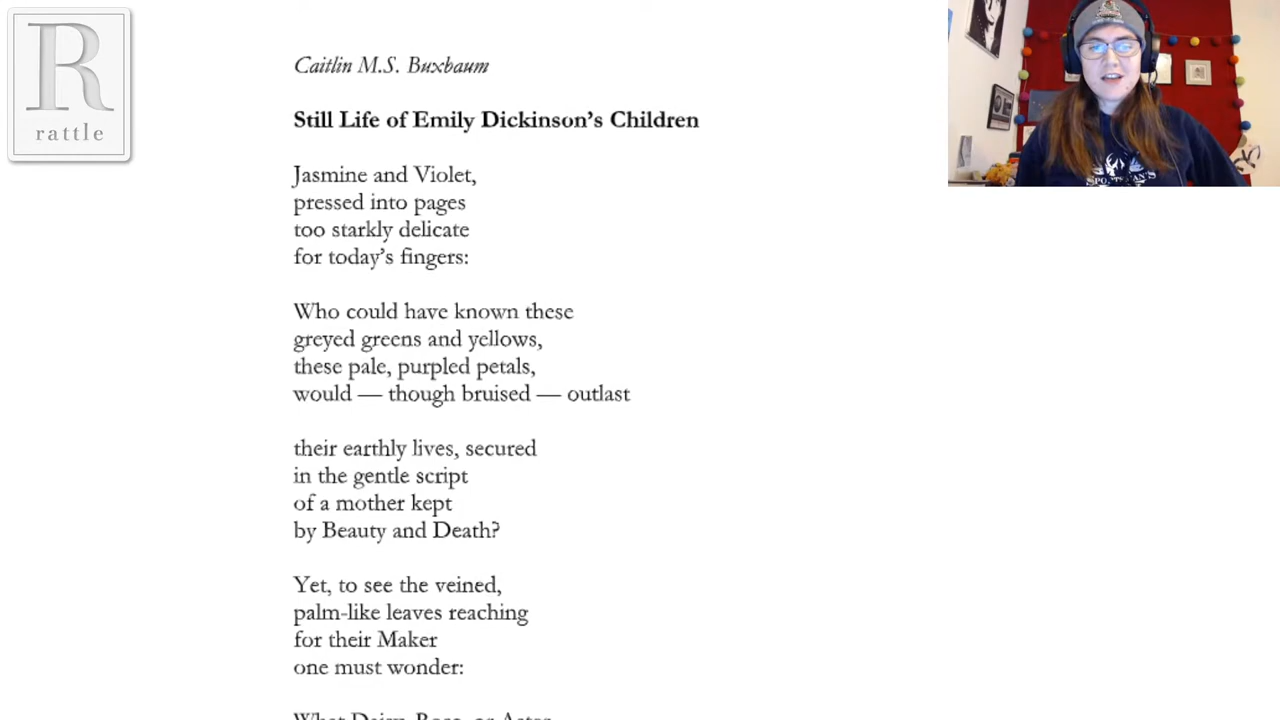 R
rattle
Caitlin M.S. Buxbaum
Still Life of Emily Dickinson’s Children
Jasmine and Violet,
pressed into pages
too starkly delicate
for today’s fingers:
Who could have known these
greyed greens and yellows,
these pale, purpled petals,
would — though bruised — outlast
their earthly lives, secured
in the gentle script
of a mother kept
by Beauty and Death?
Yet, to see the veined,
palm-like leaves reaching
for their Maker
one must wonder: